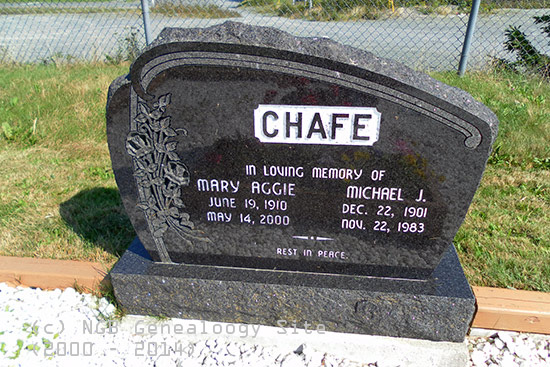 CHAFE
IN LOVING MEMORY OF
MARY AGGIE
JUNE 19, 1910
MAY 14, 2000
MICHAEL J.
DEC. 22, 1901
NOV. 22, 1983
REST IN PEACE.
(c) NGB Genealoogy Site
(2000 - 2014)